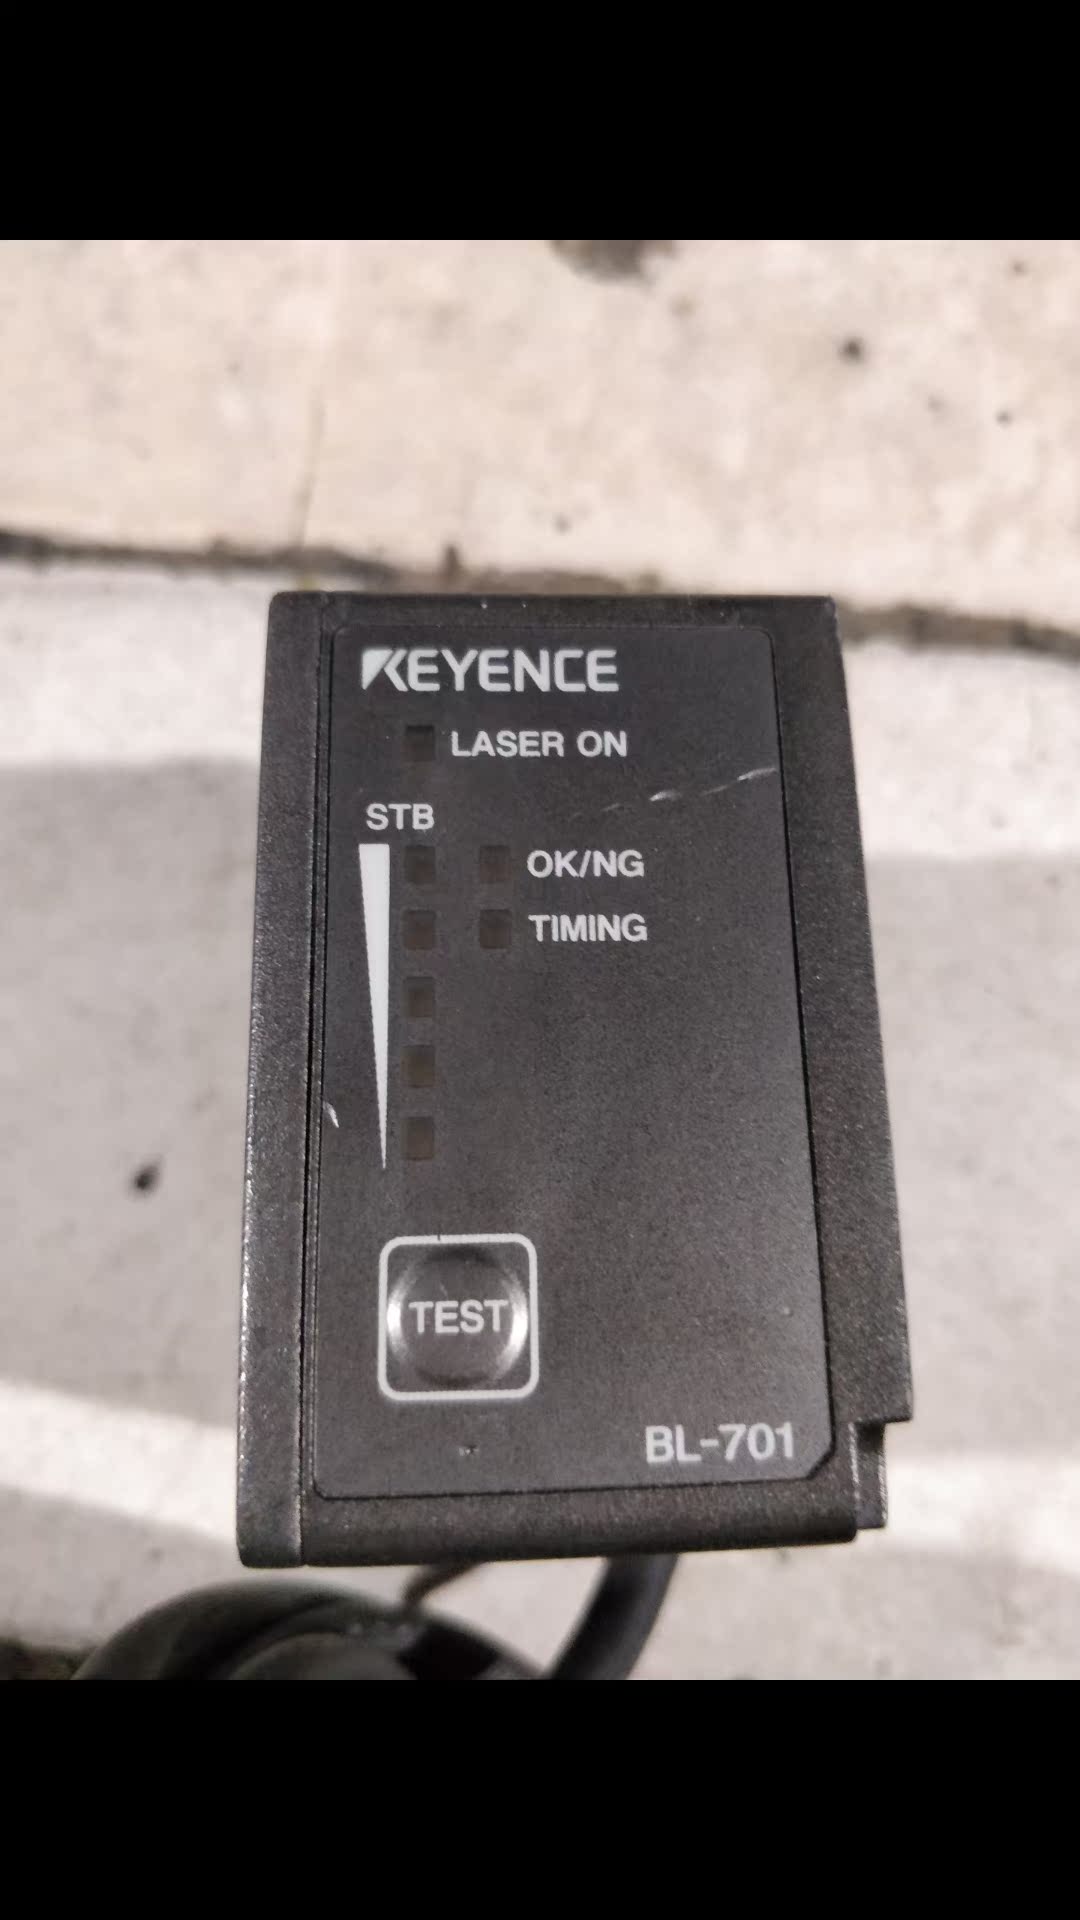 KEYENCE
LASER ON
STB
OK/NG
TIMING
TEST
BL-701